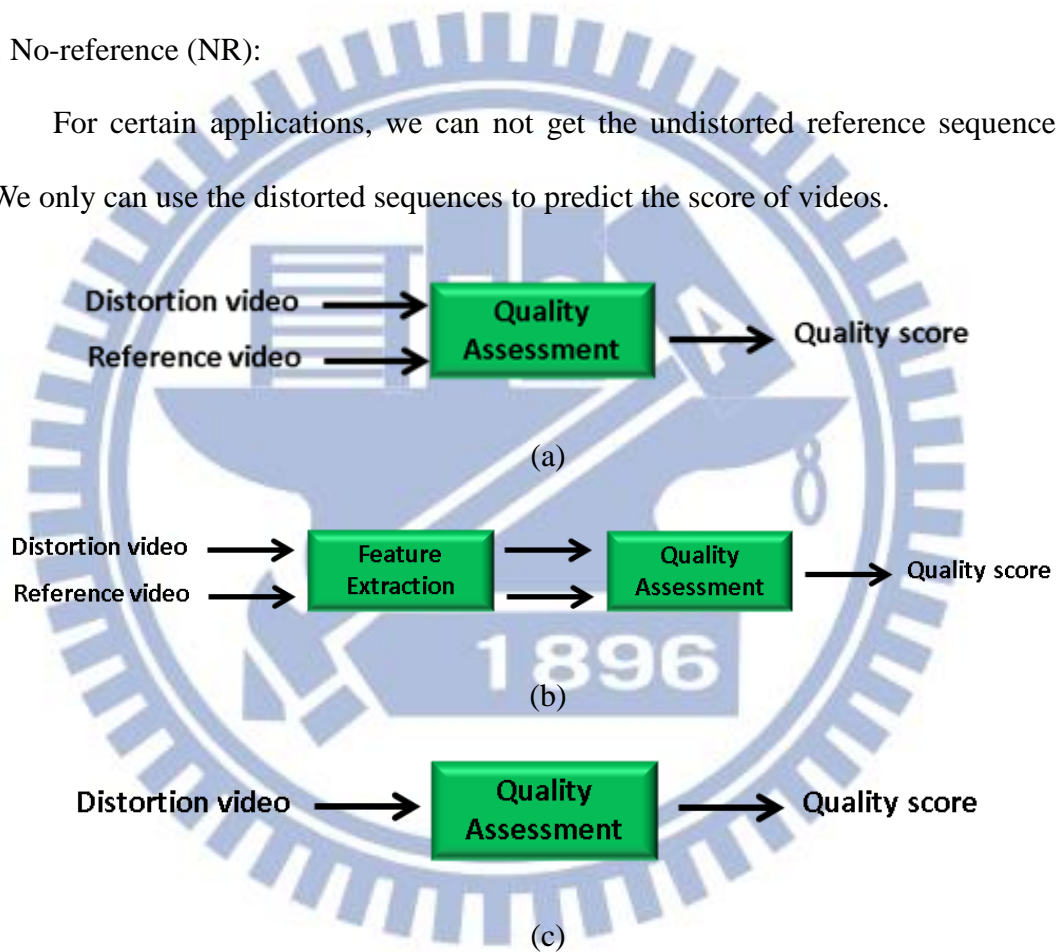 No-reference (NR):
For certain applications, we can not get the undistorted reference sequence
We only can use the distorted sequences to predict the score of videos.
Distortion video
Reference video
Quality
Assessment
Quality score
(a)
Distortion video
Reference video
Feature
Extraction
Quality
Assessment
Quality score
1896
(b)
Distortion video
Quality
Assessment
Quality score
(c)